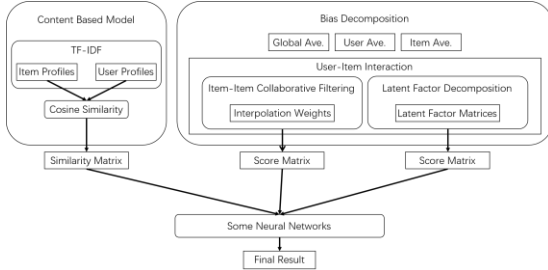 Content Based Model
TF-IDF
Item Profiles
User Profiles
Cosine Similarity
Similarity Matrix
Bias Decomposition
Global Ave.
User Ave.
Item Ave.
User-Item Interaction
Item-Item Collaborative Filtering
Interpolation Weights
Latent Factor Decomposition
Latent Factor Matrices
Score Matrix
Score Matrix
Some Neural Networks
Final Result